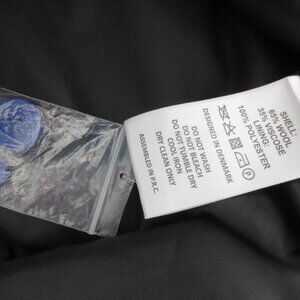 SHELL:
65% WOOL
35% VISCOSE
LINING:
100% POLYESTER
DESIGNED IN DENMARK
DO NOT WASH
DO NOT BLEACH
DO NOT TUMBLE DRY
COOL IRON
DRY CLEAN ONLY
ASSEMBLED IN P.R.C.